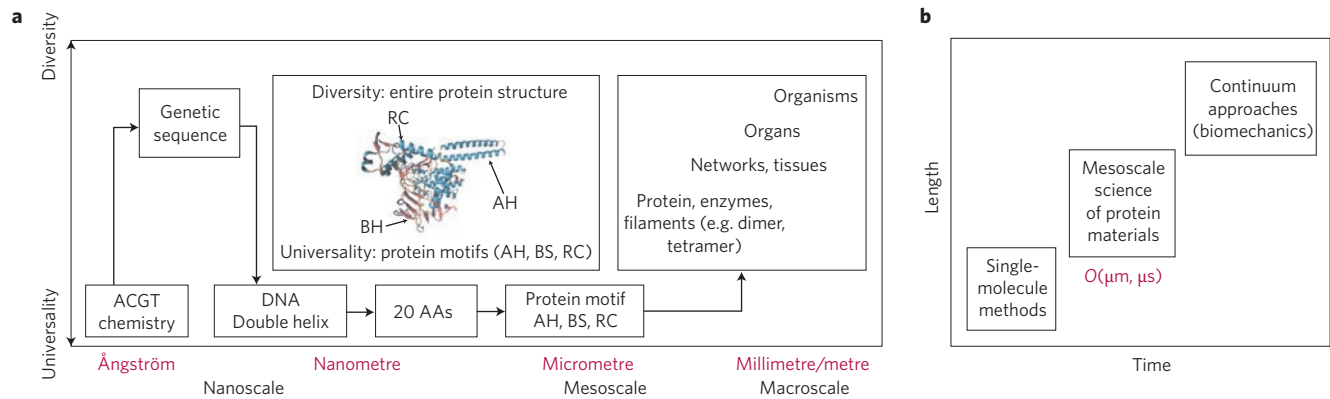 a
Diversity
Universality
Genetic
sequence
ACGT
chemistry
Diversity: entire protein structure
RC
AH
BH
Universality: protein motifs (AH, BS, RC)
DNA
Double helix
20 AAs
Protein motif
AH, BS, RC
Organisms
Organs
Networks, tissues
Protein, enzymes,
filaments (e.g. dimer,
tetramer)
Ångström
Nanometre
Micrometre
Millimetre/metre
Nanoscale
Mesoscale
Macroscale
b
Length
Continuum
approaches
(biomechanics)
Mesoscale
science
of protein
materials
Single-
molecule
methods
O(μm, μs)
Time